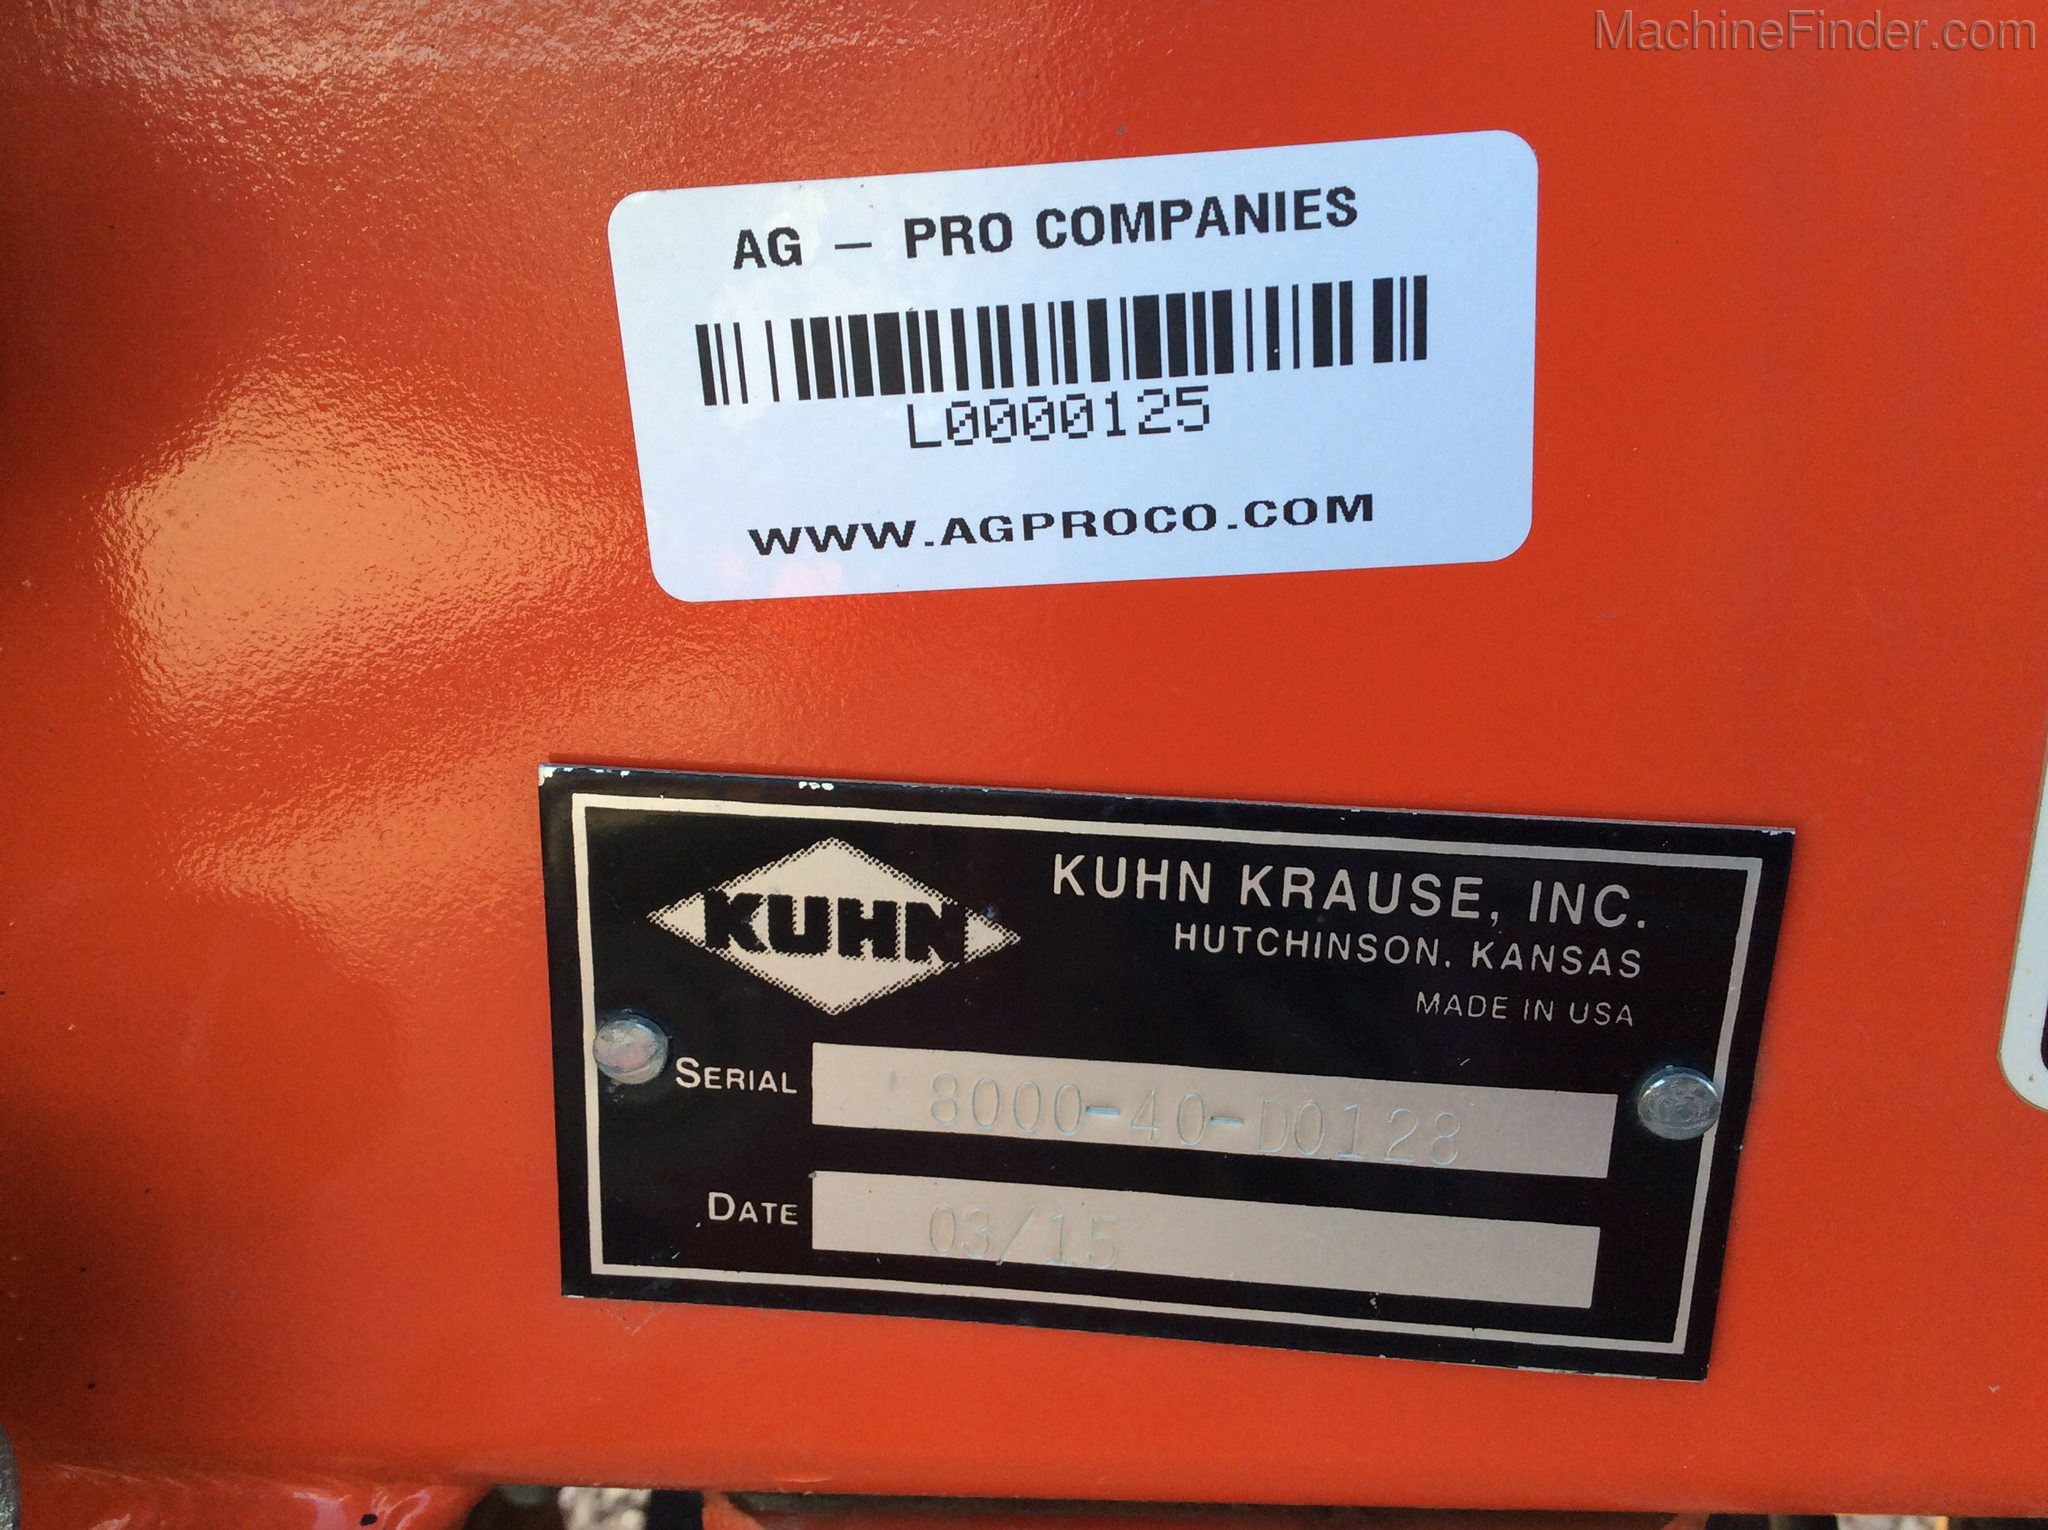 MachineFinder.com
AG – PRO COMPANIES
L0000125
WWW.AGPROCO.COM
KUHN
KUHN KRAUSE, INC.
HUTCHINSON, KANSAS
MADE IN USA
SERIAL 8000-40-D0128
DATE 03/15